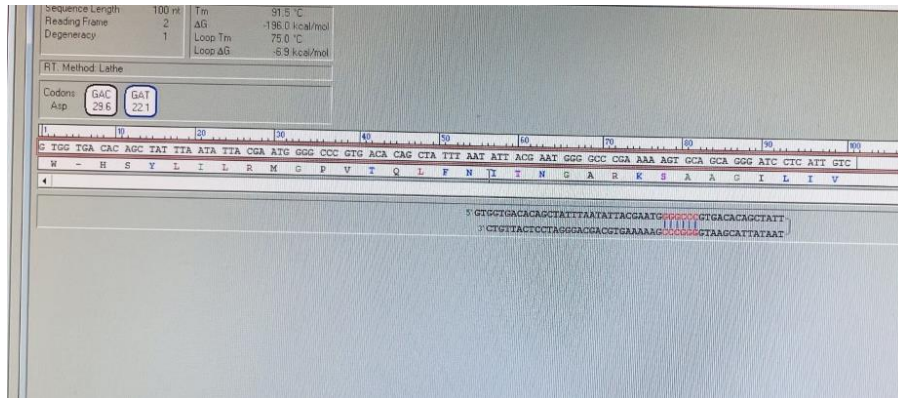 Sequence Length 100 nt
Reading Frame 2
Degeneracy 1
Tm 91.5 °C
ΔG -196.0 kcal/mol
Loop Tm 75.0 °C
Loop ΔG -6.9 kcal/mol
RT. Method: Lathe
Codons GAC GAT
Asp 29.6 22.1
1 10 20 30 40 50 60 70 80 90 100
G TGG TGA CAC AGC TAT TTA ATA TTA CGA ATG GGG CCC GTG ACA CAG CTA TTT AAT ATT ACG AAT GGG GCC CGA AAA AGT GCA GCA GGG ATC CTC ATT GTC
W - H S Y L I L R M G P V T Q L F N I T N G A R K S A A G I L I V
5' GTGGTGACACAGCTATTTAATATTACGAATGGGGCCCGTGACACAGCTATT
3' CTGTTACTCCTAGGGACGACGTGAAAAAGCCCGGGGTAAGCATTATAAT